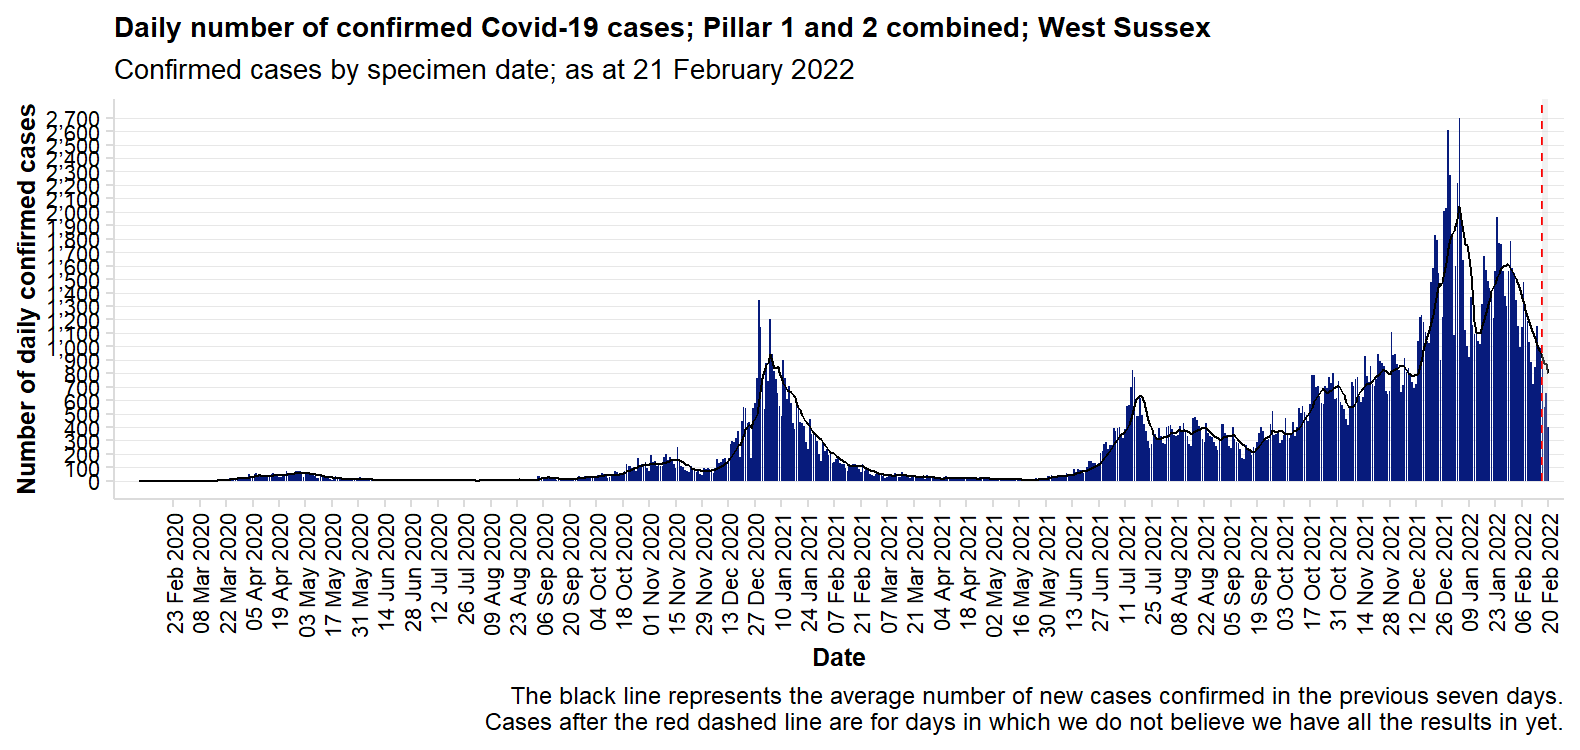 Daily number of confirmed Covid-19 cases; Pillar 1 and 2 combined; West Sussex
Confirmed cases by specimen date; as at 21 February 2022
Number of daily confirmed cases
2,700
2,600
2,500
2,400
2,300
2,200
2,100
2,000
1,900
1,800
1,700
1,600
1,500
1,400
1,300
1,200
1,100
1,000
900
800
700
600
500
400
300
200
100
0
23 Feb 2020
08 Mar 2020
22 Mar 2020
05 Apr 2020
19 Apr 2020
03 May 2020
17 May 2020
31 May 2020
14 Jun 2020
28 Jun 2020
12 Jul 2020
26 Jul 2020
09 Aug 2020
23 Aug 2020
06 Sep 2020
20 Sep 2020
04 Oct 2020
18 Oct 2020
01 Nov 2020
15 Nov 2020
29 Nov 2020
13 Dec 2020
27 Dec 2020
10 Jan 2021
24 Jan 2021
07 Feb 2021
21 Feb 2021
07 Mar 2021
21 Mar 2021
04 Apr 2021
18 Apr 2021
02 May 2021
16 May 2021
30 May 2021
13 Jun 2021
27 Jun 2021
11 Jul 2021
25 Jul 2021
08 Aug 2021
22 Aug 2021
05 Sep 2021
19 Sep 2021
03 Oct 2021
17 Oct 2021
31 Oct 2021
14 Nov 2021
28 Nov 2021
12 Dec 2021
26 Dec 2021
09 Jan 2022
23 Jan 2022
06 Feb 2022
20 Feb 2022
Date
The black line represents the average number of new cases confirmed in the previous seven days.
Cases after the red dashed line are for days in which we do not believe we have all the results in yet.